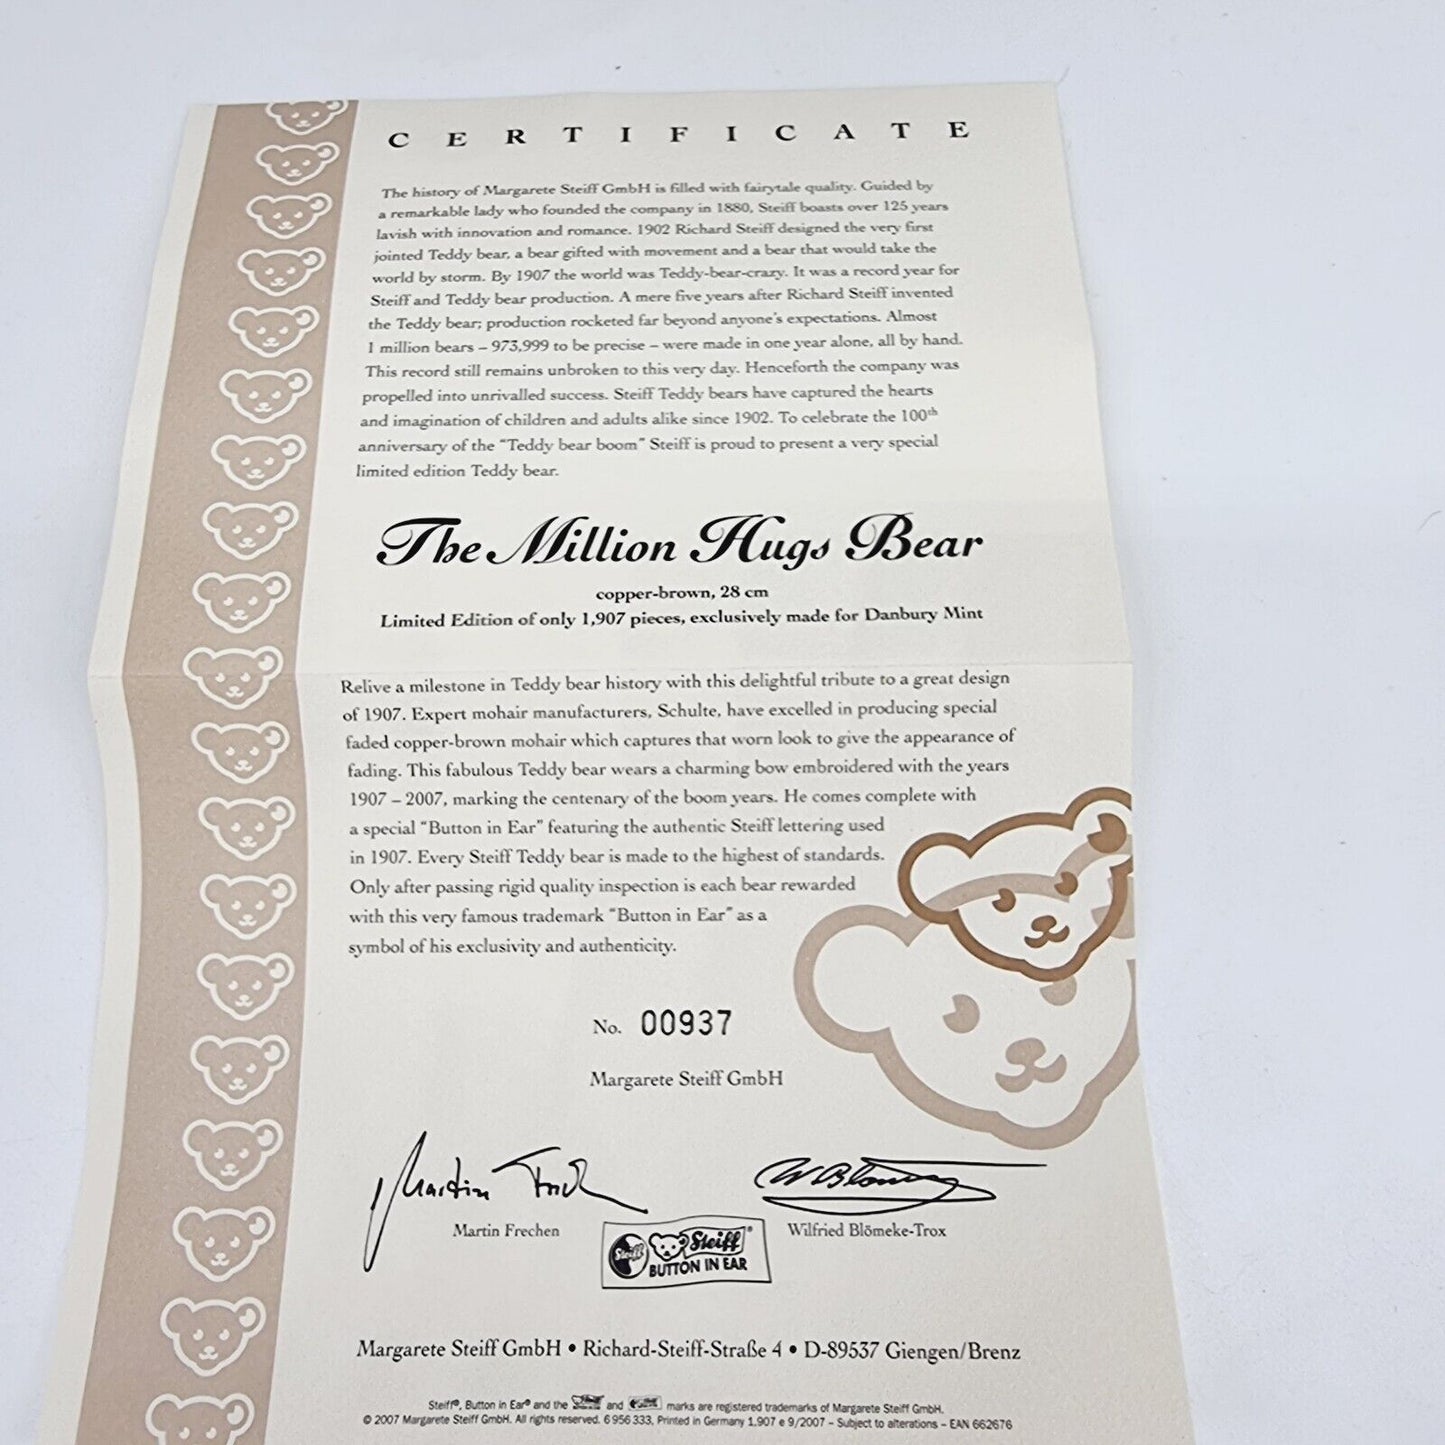 CERTIFICATE
The history of Margarete Steiff GmbH is filled with fairytale quality. Guided by
a remarkable lady who founded the company in 1880, Steiff boasts over 125 years
lavish with innovation and romance. 1902 Richard Steiff designed the very first
jointed Teddy bear, a bear gifted with movement and a bear that would take the
world by storm. By 1907 the world was Teddy-bear-crazy. It was a record year for
Steiff and Teddy bear production. A mere five years after Richard Steiff invented
the Teddy bear; production rocketed far beyond anyone's expectations. Almost
1 million bears – 973,999 to be precise – were made in one year alone, all by hand.
This record still remains unbroken to this very day. Henceforth the company was
propelled into unrivalled success. Steiff Teddy bears have captured the hearts
and imagination of children and adults alike since 1902. To celebrate the 100th
anniversary of the "Teddy bear boom" Steiff is proud to present a very special
limited edition Teddy bear.
The Million Hugs Bear
copper-brown, 28 cm
Limited Edition of only 1,907 pieces, exclusively made for Danbury Mint
Relive a milestone in Teddy bear history with this delightful tribute to a great design
of 1907. Expert mohair manufacturers, Schulte, have excelled in producing special
faded copper-brown mohair which captures that worn look to give the appearance of
fading. This fabulous Teddy bear wears a charming bow embroidered with the years
1907 – 2007, marking the centenary of the boom years. He comes complete with
a special "Button in Ear" featuring the authentic Steiff lettering used
in 1907. Every Steiff Teddy bear is made to the highest of standards.
Only after passing rigid quality inspection is each bear rewarded
with this very famous trademark "Button in Ear" as a
symbol of his exclusivity and authenticity.
No. 00937
Margarete Steiff GmbH
Martin Frechen
Wilfried Blömeke-Trox
Steiff Steiff®
BUTTON IN EAR
Margarete Steiff GmbH • Richard-Steiff-Straße 4 • D-89537 Giengen/Brenz
Steiff®, Button in Ear® and the and marks are registered trademarks of Margarete Steiff GmbH.
© 2007 Margarete Steiff GmbH. All rights reserved. 6 956 333, Printed in Germany 1.907 e 9/2007 – Subject to alterations – EAN 662676